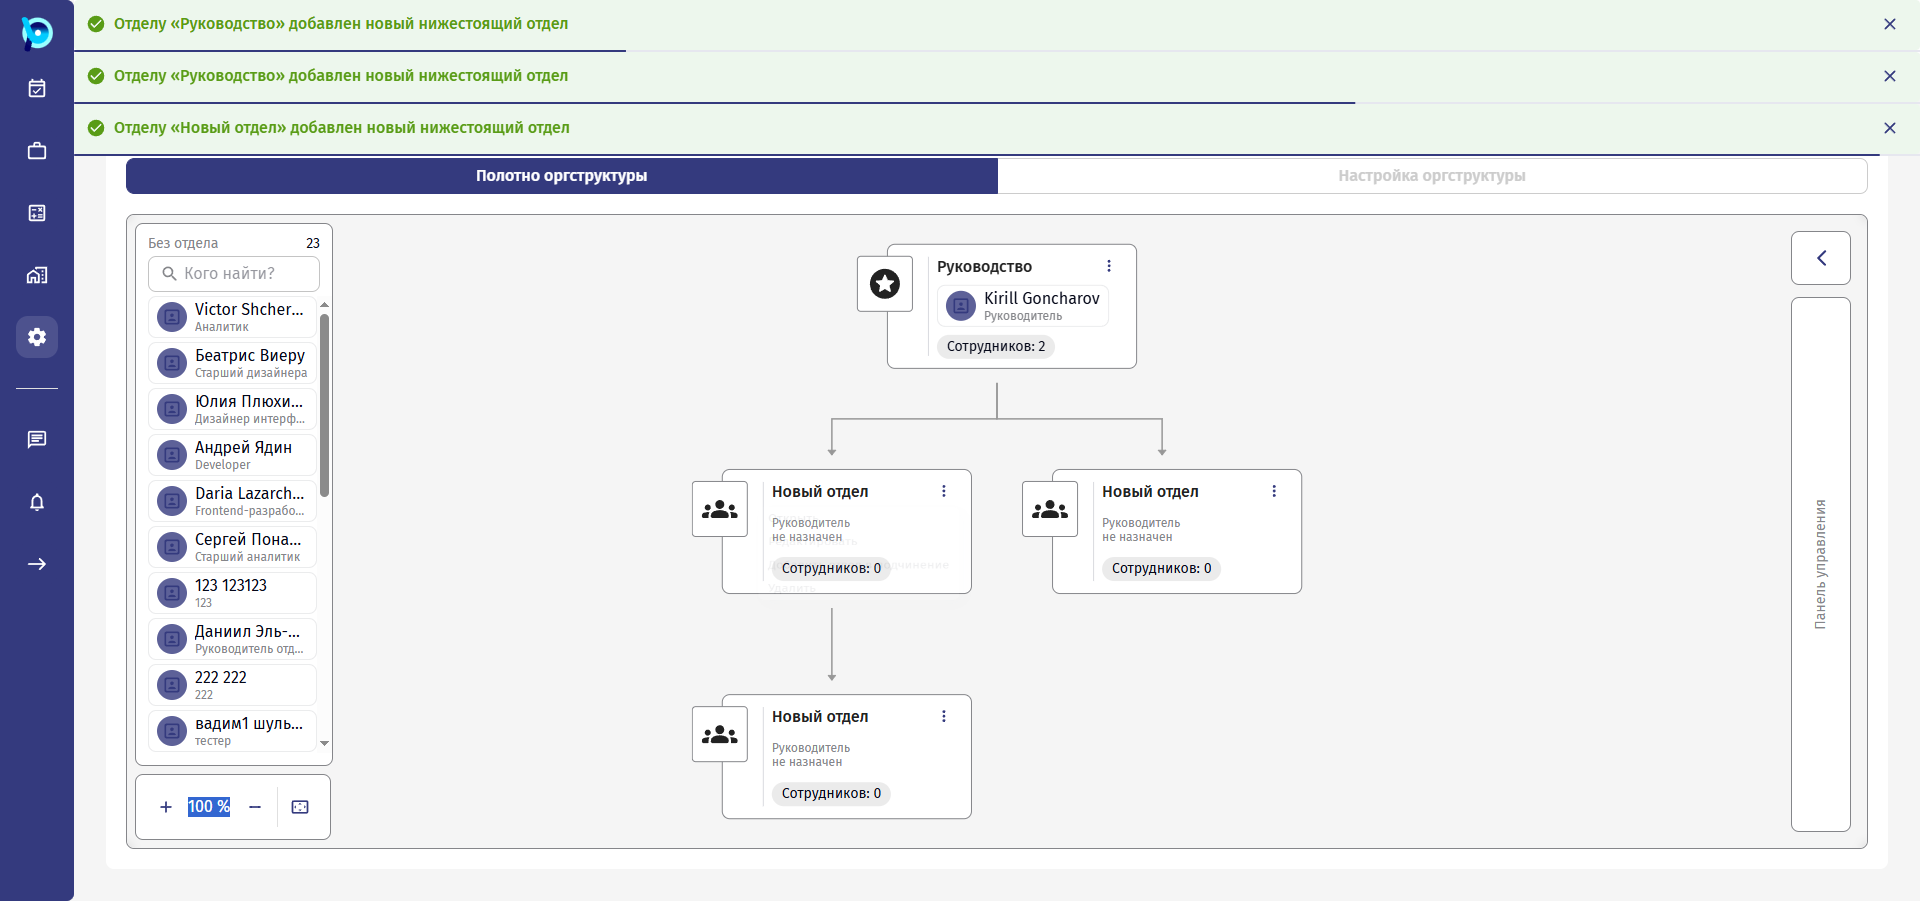 Отделу «Руководство» добавлен новый нижестоящий отдел
Отделу «Руководство» добавлен новый нижестоящий отдел
Отделу «Новый отдел» добавлен новый нижестоящий отдел
Полотно оргструктуры
Настройка оргструктуры
Без отдела 23
Кого найти?
Victor Shcher...
Аналитик
Беатрис Виеру
Старший дизайнера
Юлия Плюхи...
Дизайнер интерф...
Андрей Ядин
Developer
Daria Lazarch...
Frontend-разрабо...
Сергей Пона...
Старший аналитик
123 123123
123
Даниил Эль-...
Руководитель отд...
222 222
222
вадим1 шуль...
тестер
100 %
Руководство
Kirill Goncharov
Руководитель
Сотрудников: 2
Новый отдел
Руководитель
не назначен
Сотрудников: 0
Удалить
Новый отдел
Руководитель
не назначен
Сотрудников: 0
Новый отдел
Руководитель
не назначен
Сотрудников: 0
Панель управления